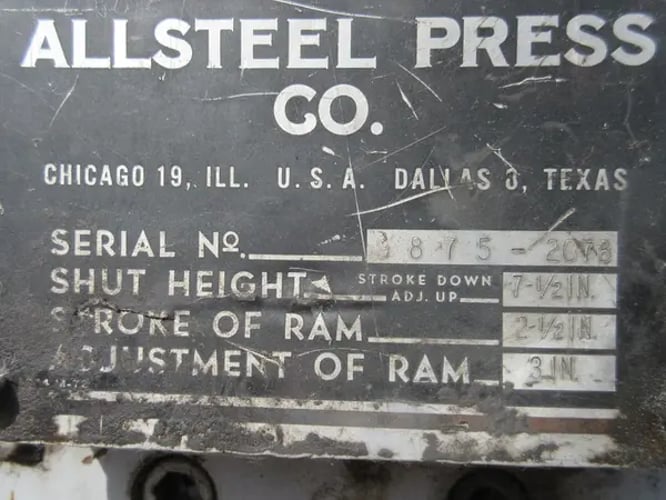 ALLSTEEL PRESS
CO.
CHICAGO 19, ILL. U. S. A. DALLAS 3, TEXAS
SERIAL No.
SHUT HEIGHT STROKE DOWN ADJ. UP 7-1/2 IN.
STROKE OF RAM 2-1/2 IN.
ADJUSTMENT OF RAM 3 IN.